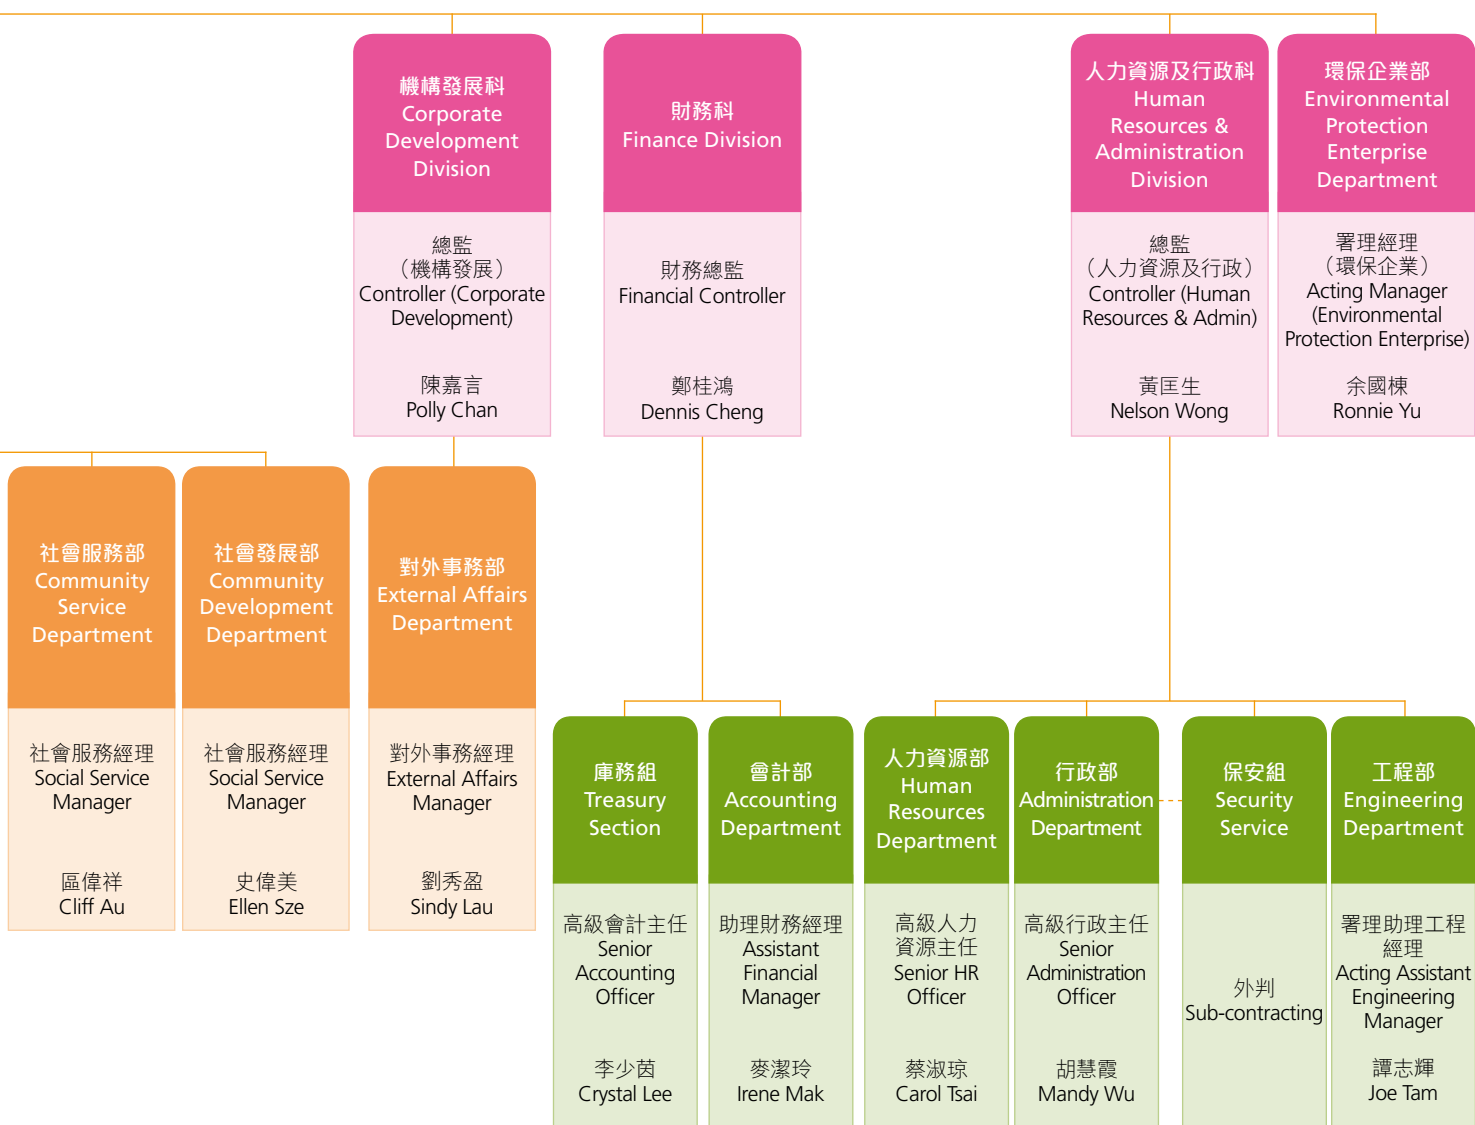 機構發展科
Corporate
Development
Division
總監
（機構發展）
Controller (Corporate
Development)
陳嘉言
Polly Chan
財務科
Finance Division
財務總監
Financial Controller
鄭桂鴻
Dennis Cheng
人力資源及行政科
Human
Resources &
Administration
Division
總監
（人力資源及行政）
Controller (Human
Resources & Admin)
黃匡生
Nelson Wong
環保企業部
Environmental
Protection
Enterprise
Department
署理經理
（環保企業）
Acting Manager
(Environmental
Protection Enterprise)
余國棟
Ronnie Yu
社會服務部
Community
Service
Department
社會服務經理
Social Service
Manager
區偉祥
Cliff Au
社會發展部
Community
Development
Department
社會服務經理
Social Service
Manager
史偉美
Ellen Sze
對外事務部
External Affairs
Department
對外事務經理
External Affairs
Manager
劉秀盈
Sindy Lau
庫務組
Treasury
Section
高級會計主任
Senior
Accounting
Officer
李少茵
Crystal Lee
會計部
Accounting
Department
助理財務經理
Assistant
Financial
Manager
麥潔玲
Irene Mak
人力資源部
Human
Resources
Department
高級人力
資源主任
Senior HR
Officer
蔡淑琼
Carol Tsai
行政部
Administration
Department
高級行政主任
Senior
Administration
Officer
胡慧霞
Mandy Wu
保安組
Security
Service
外判
Sub-contracting
工程部
Engineering
Department
署理助理工程
經理
Acting Assistant
Engineering
Manager
譚志輝
Joe Tam